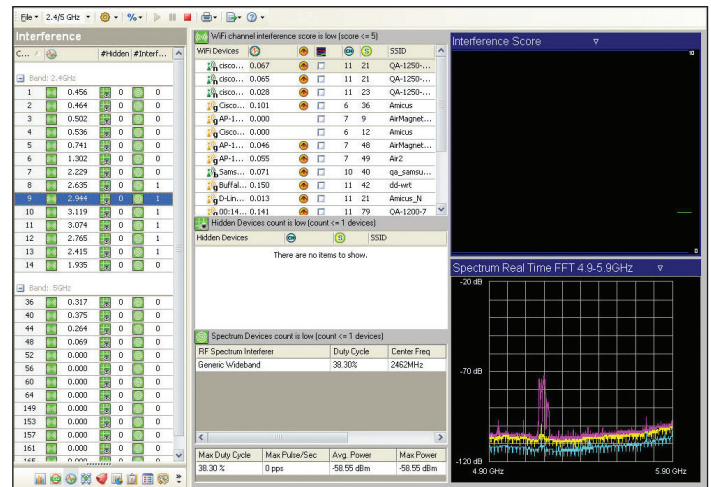 File 2.4/5 GHz
Interference
C... #Hidden #Interf...
Band: 2.4GHz
1 0.456 0 0
2 0.464 0 0
3 0.502 0 0
4 0.536 0 0
5 0.741 0 0
6 1.302 0 0
7 2.229 0 0
8 2.635 0 1
9 2.944 0 1
10 3.119 0 1
11 3.074 0 1
12 2.765 0 1
13 2.415 0 1
14 1.935 0 0
Band: 5GHz
36 0.317 0 0
40 0.375 0 0
44 0.264 0 0
48 0.069 0 0
52 0.000 0 0
56 0.000 0 0
60 0.000 0 0
64 0.000 0 0
149 0.000 0 0
153 0.000 0 0
157 0.000 0 0
161 0.000 0 0
165 0.000 0 0
WiFi channel interference score is low (score <= 5)
WiFi Devices SSID
n cisco... 0.067 11 21 QA-1250-...
n cisco... 0.065 11 21 QA-1250-...
n cisco... 0.028 11 23 QA-1250-...
g Cisco... 0.101 6 36 Amicus
g AP-1... 0.000 7 9 AirMagnet...
g Cisco... 0.000 6 12 Amicus
g AP-1... 0.046 7 48 AirMagnet...
g AP-1... 0.055 7 49 Air2
b Sams... 0.071 10 40 qa_samsu...
g Buffal... 0.150 11 42 dd-wrt
g D-Lin... 0.013 11 21 Amicus_N
00:14... 0.141 11 79 QA-1200-7
Hidden Devices count is low (count <= 1 devices)
Hidden Devices CH S SSID
There are no items to show.
Spectrum Devices count is low (count <= 1 devices)
RF Spectrum Interferer Duty Cycle Center Freq
Generic Wideband 38.30% 2462MHz
Max Duty Cycle Max Pulse/Sec Avg. Power Max Power
38.30 % 0 pps -58.55 dBm -58.55 dBm
Interference Score
10
0
Spectrum Real Time FFT 4.9-5.9GHz
-20 dB
-70 dB
-120 dB
4.90 GHz 5.90 GHz